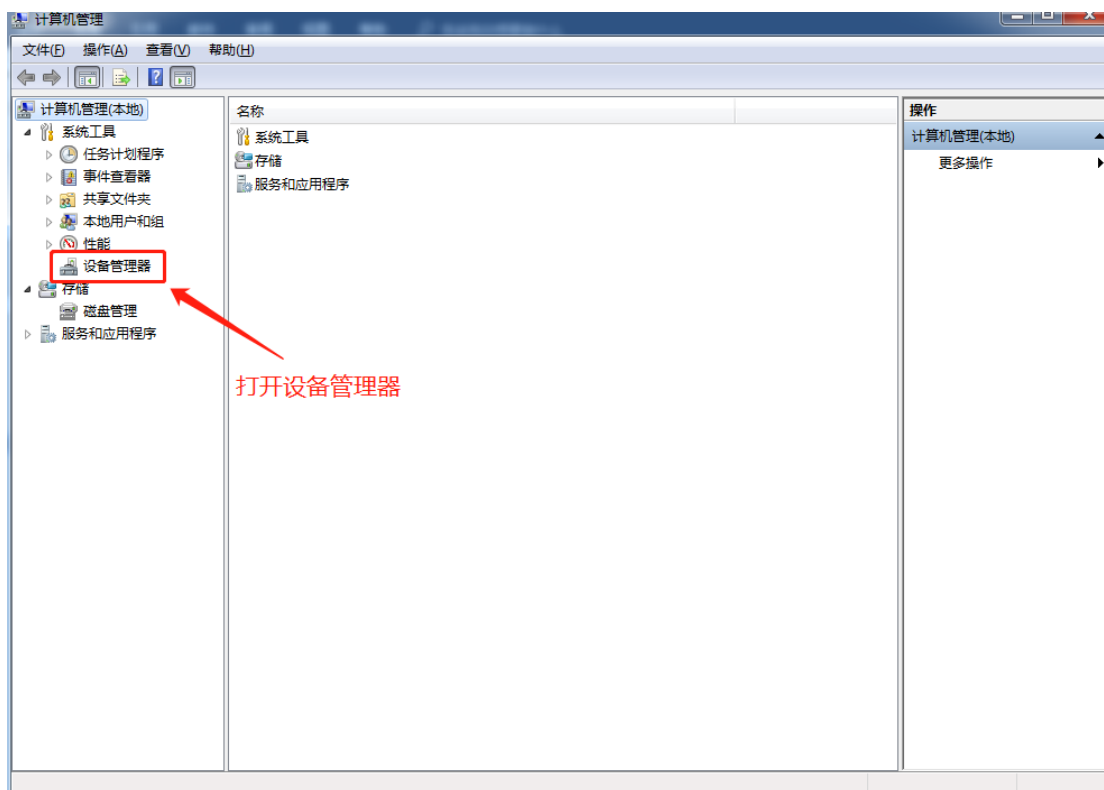 计算机管理
文件(F) 操作(A) 查看(V) 帮助(H)
计算机管理(本地)
系统工具
任务计划程序
事件查看器
共享文件夹
本地用户和组
性能
设备管理器
存储
磁盘管理
服务和应用程序
名称
系统工具
存储
服务和应用程序
打开设备管理器
操作
计算机管理(本地)
更多操作